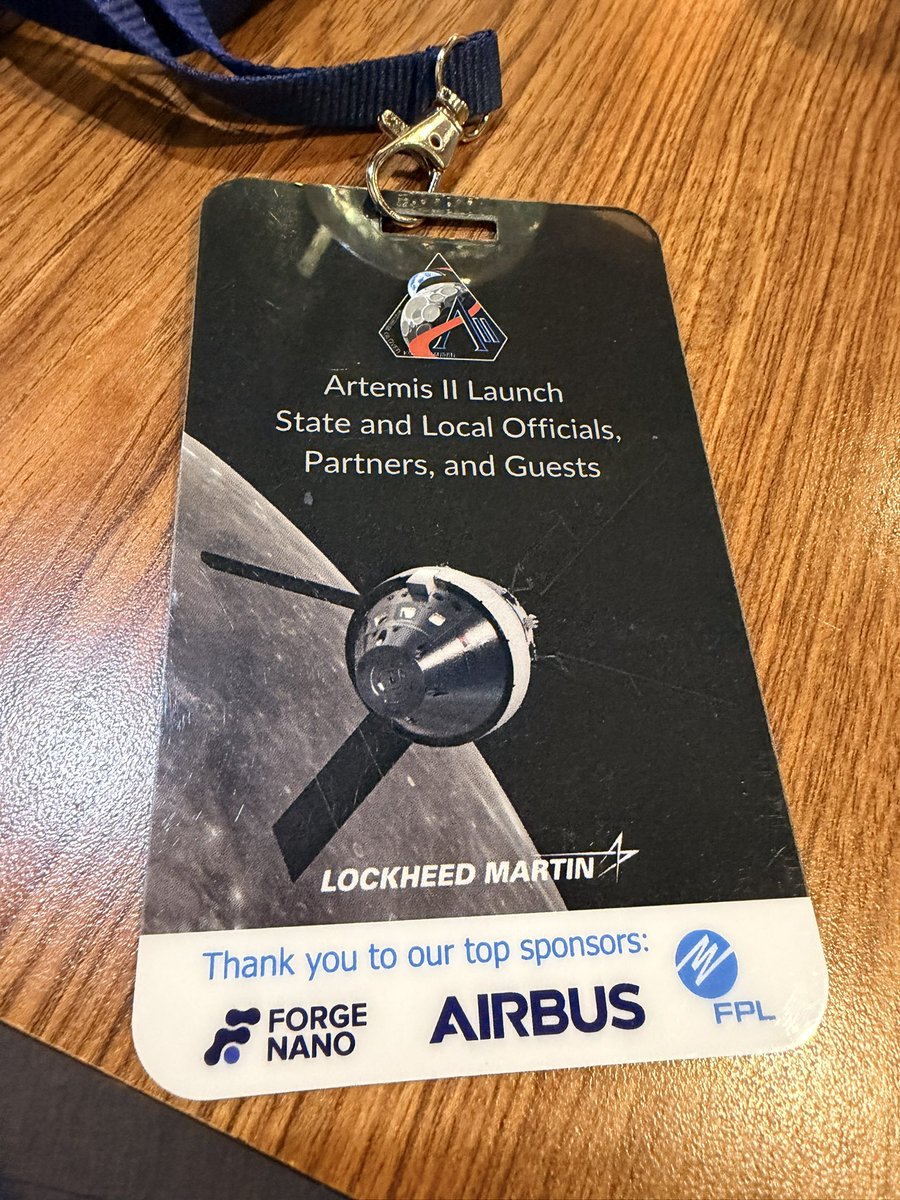 AII
Artemis II Launch
State and Local Officials,
Partners, and Guests
LOCKHEED MARTIN
Thank you to our top sponsors:
FORGE
NANO
AIRBUS
FPL